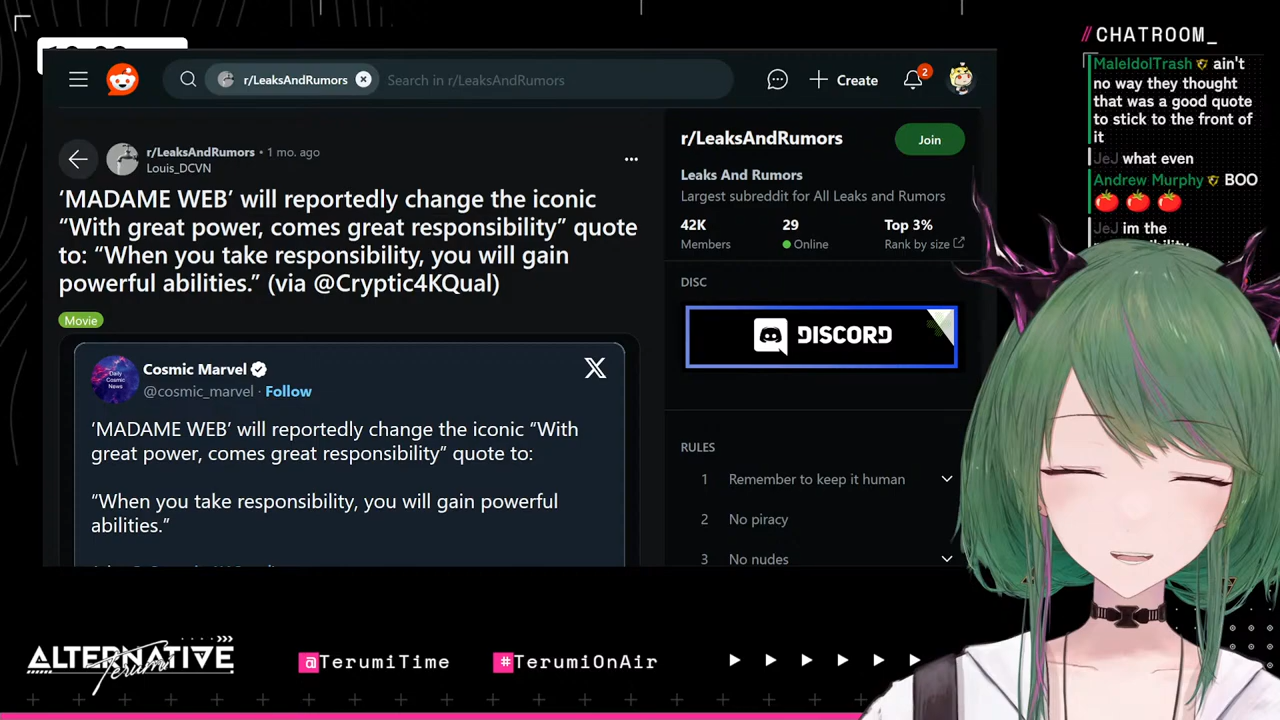 //CHATROOM_
MaleIdolTrash ain't
no way they thought
that was a good quote
to stick to the front of
it
JeJ what even
Andrew Murphy BOO
🍅 🍅 🍅
JeJ im the
r/LeaksAndRumors
Search in r/LeaksAndRumors
Create
2
r/LeaksAndRumors • 1 mo. ago
Louis_DCVN
‘MADAME WEB’ will reportedly change the iconic
“With great power, comes great responsibility” quote
to: “When you take responsibility, you will gain
powerful abilities.” (via @Cryptic4KQual)
Movie
Daily
Cosmic
News
Cosmic Marvel
@cosmic_marvel · Follow
‘MADAME WEB’ will reportedly change the iconic “With
great power, comes great responsibility” quote to:
“When you take responsibility, you will gain powerful
abilities.”
r/LeaksAndRumors
Join
Leaks And Rumors
Largest subreddit for All Leaks and Rumors
42K 29 Top 3%
Members Online Rank by size
DISC
DISCORD
RULES
1 Remember to keep it human
2 No piracy
3 No nudes
ALTERNATIVE
Terumi
@TerumiTime
#TerumiOnAir